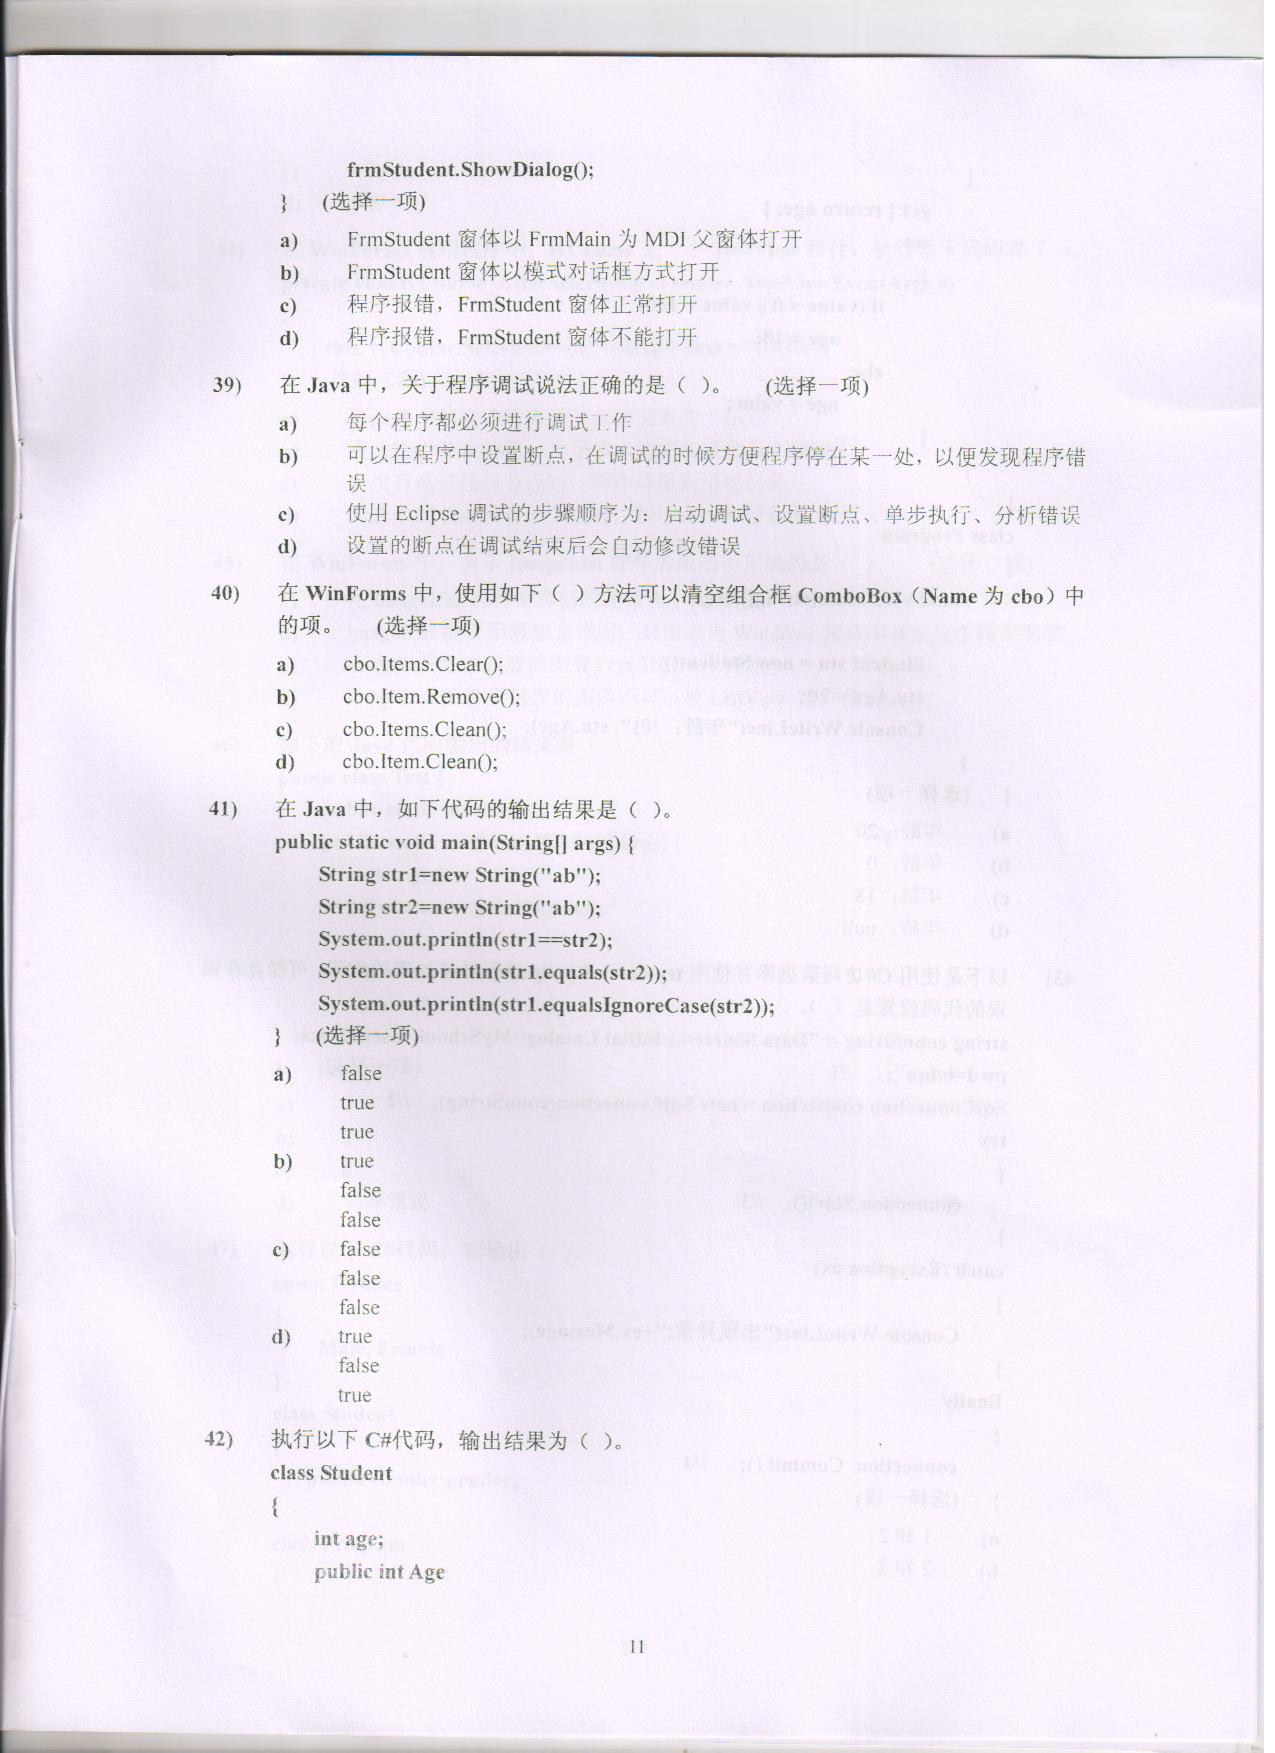 frmStudent.ShowDialog();
} (选择一项)
a) FrmStudent 窗体以 FrmMain 为 MDI 父窗体打开
b) FrmStudent 窗体以模式对话框方式打开
c) 程序报错，FrmStudent 窗体正常打开
d) 程序报错，FrmStudent 窗体不能打开
39) 在 Java 中，关于程序调试说法正确的是（ ）。 (选择一项)
a) 每个程序都必须进行调试工作
b) 可以在程序中设置断点，在调试的时候方便程序停在某一处，以便发现程序错
误
c) 使用 Eclipse 调试的步骤顺序为：启动调试、设置断点、单步执行、分析错误
d) 设置的断点在调试结束后会自动修改错误
40) 在 WinForms 中，使用如下（ ）方法可以清空组合框 ComboBox（Name 为 cbo）中
的项。 (选择一项)
a) cbo.Items.Clear();
b) cbo.Item.Remove();
c) cbo.Items.Clean();
d) cbo.Item.Clean();
41) 在 Java 中，如下代码的输出结果是（ ）。
public static void main(String[] args) {
String str1=new String("ab");
String str2=new String("ab");
System.out.println(str1==str2);
System.out.println(str1.equals(str2));
System.out.println(str1.equalsIgnoreCase(str2));
} (选择一项)
a) false
true
true
b) true
false
false
c) false
false
false
d) true
false
true
42) 执行以下 C#代码，输出结果为（ ）。
class Student
{
int age;
public int Age
11